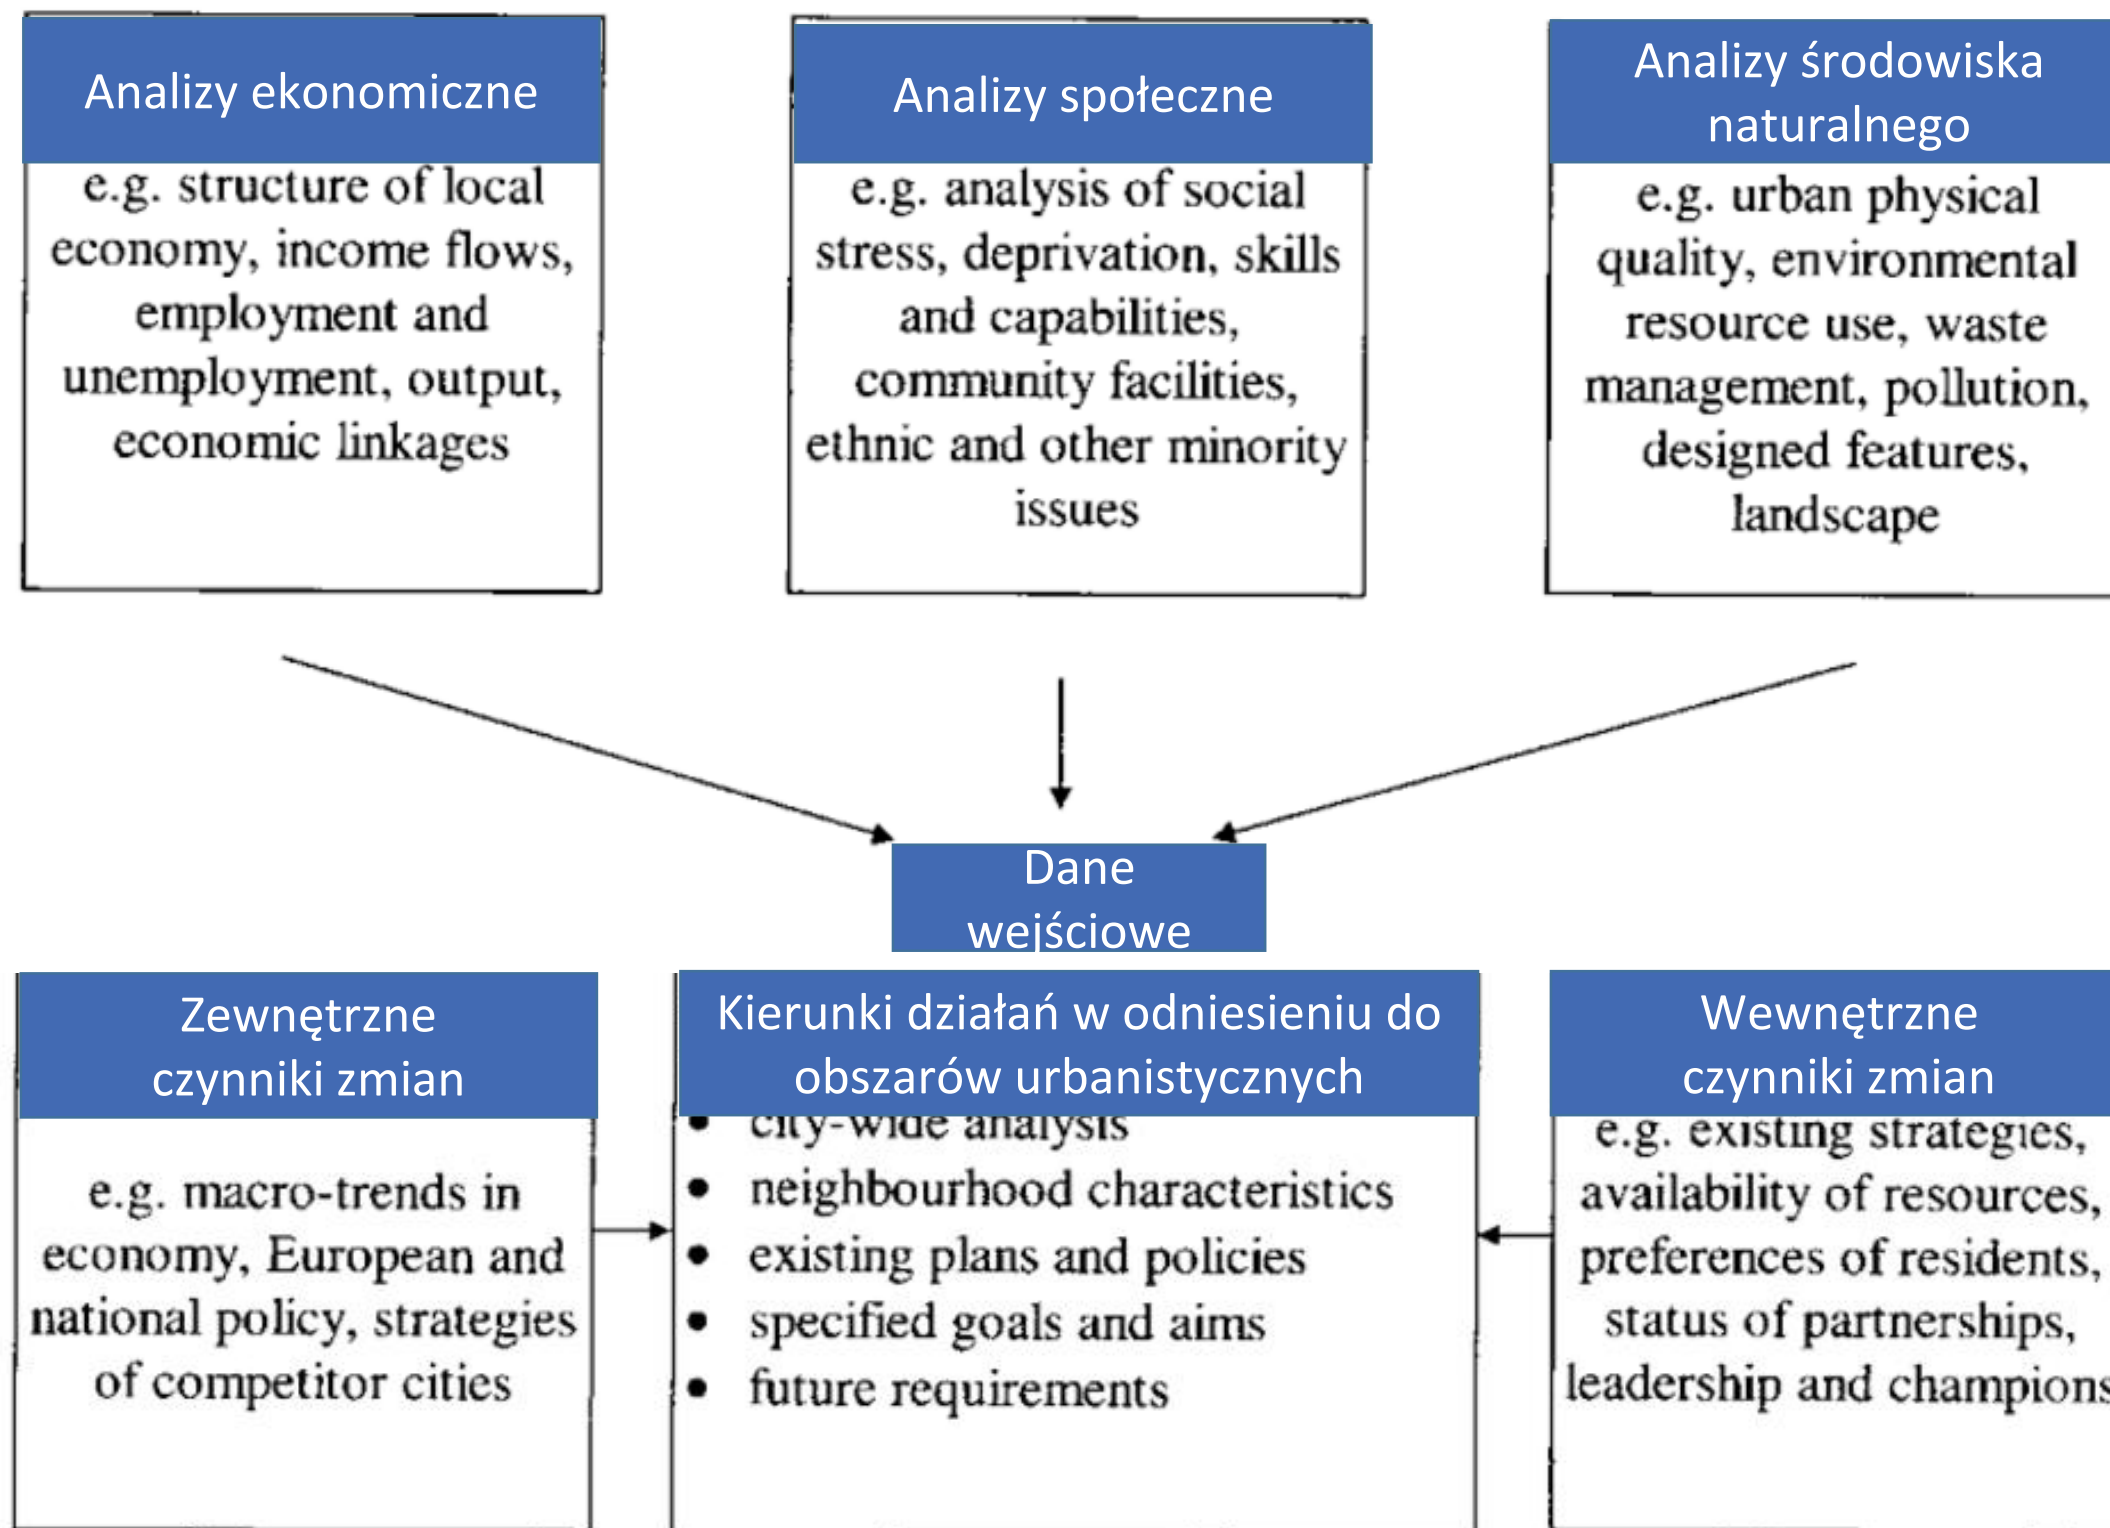 Analizy ekonomiczne
e.g. structure of local
economy, income flows,
employment and
unemployment, output,
economic linkages
Analizy społeczne
e.g. analysis of social
stress, deprivation, skills
and capabilities,
community facilities,
ethnic and other minority
issues
Analizy środowiska
naturalnego
e.g. urban physical
quality, environmental
resource use, waste
management, pollution,
designed features,
landscape
Dane
wejściowe
Zewnętrzne
czynniki zmian
e.g. macro-trends in
economy, European and
national policy, strategies
of competitor cities
Kierunki działań w odniesieniu do
obszarów urbanistycznych
• city-wide analysis
• neighbourhood characteristics
• existing plans and policies
• specified goals and aims
• future requirements
Wewnętrzne
czynniki zmian
e.g. existing strategies,
availability of resources,
preferences of residents,
status of partnerships,
leadership and champions